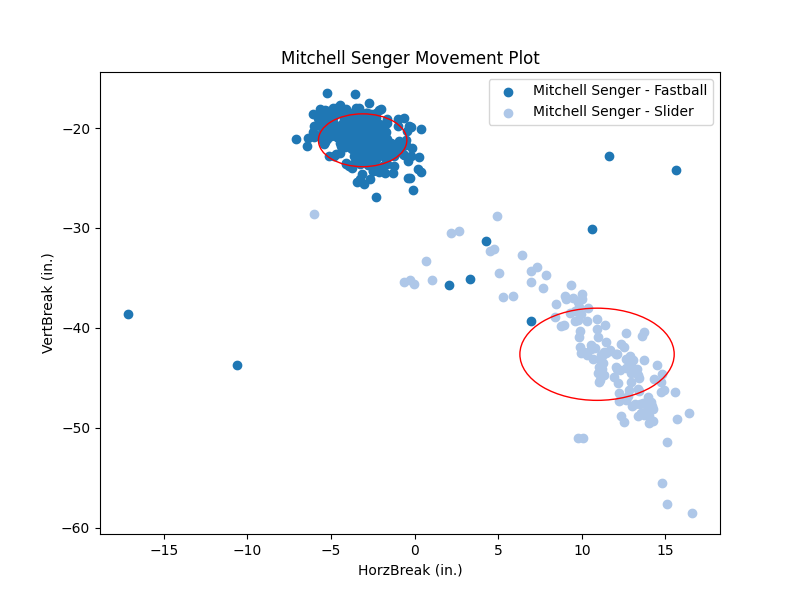 Mitchell Senger Movement Plot
Mitchell Senger - Fastball
Mitchell Senger - Slider
VertBreak (in.)
−20
−30
−40
−50
−60
−15
−10
−5
0
5
10
15
HorzBreak (in.)